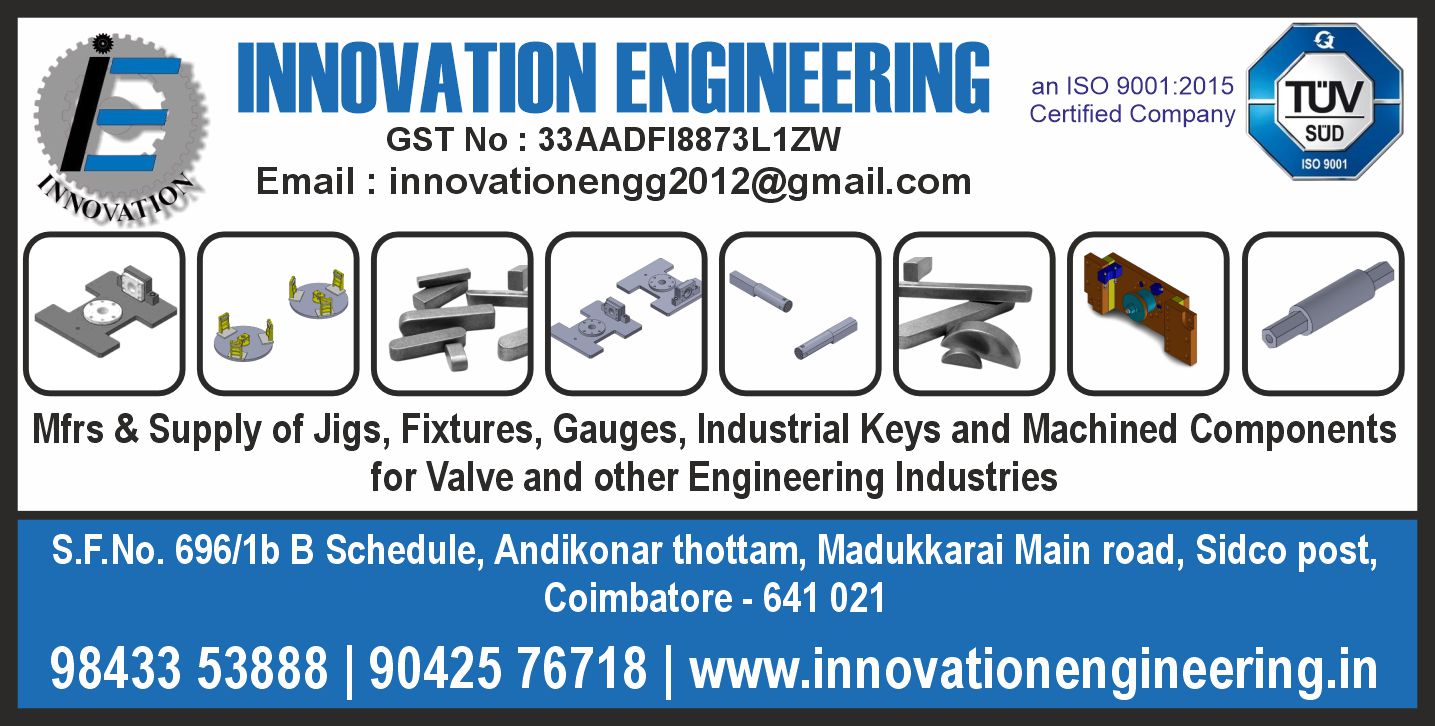 INNOVATION
INNOVATION ENGINEERING
GST No : 33AADFI8873L1ZW
Email : innovationengg2012@gmail.com
an ISO 9001:2015
Certified Company
TÜV
SÜD
ISO 9001
Mfrs & Supply of Jigs, Fixtures, Gauges, Industrial Keys and Machined Components
for Valve and other Engineering Industries
S.F.No. 696/1b B Schedule, Andikonar thottam, Madukkarai Main road, Sidco post,
Coimbatore - 641 021
98433 53888 | 90425 76718 | www.innovationengineering.in